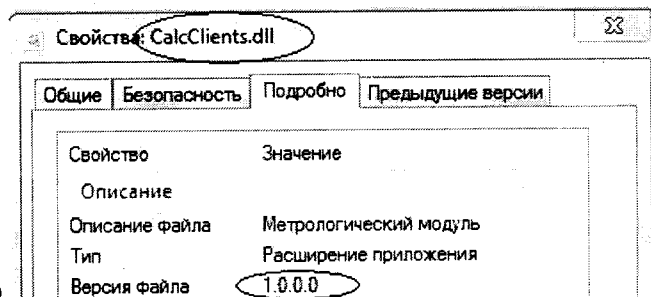 Свойства: CalcClients.dll
Общие Безопасность Подробно Предыдущие версии
Свойство Значение
Описание
Описание файла Метрологический модуль
Тип Расширение приложения
Версия файла 1.0.0.0